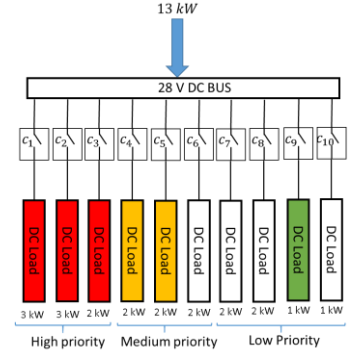 13 kW
28 V DC BUS
c1 c2 c3 c4 c5 c6 c7 c8 c9 c10
DC Load DC Load DC Load DC Load DC Load DC Load DC Load DC Load DC Load DC Load
3 kW 3 kW 2 kW 2 kW 2 kW 2 kW 2 kW 2 kW 1 kW 1 kW
High priority Medium priority Low Priority